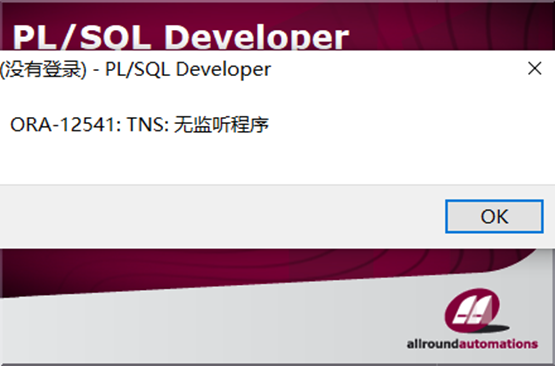 PL/SQL Developer
(没有登录) - PL/SQL Developer
ORA-12541: TNS: 无监听程序
OK
allroundautomations